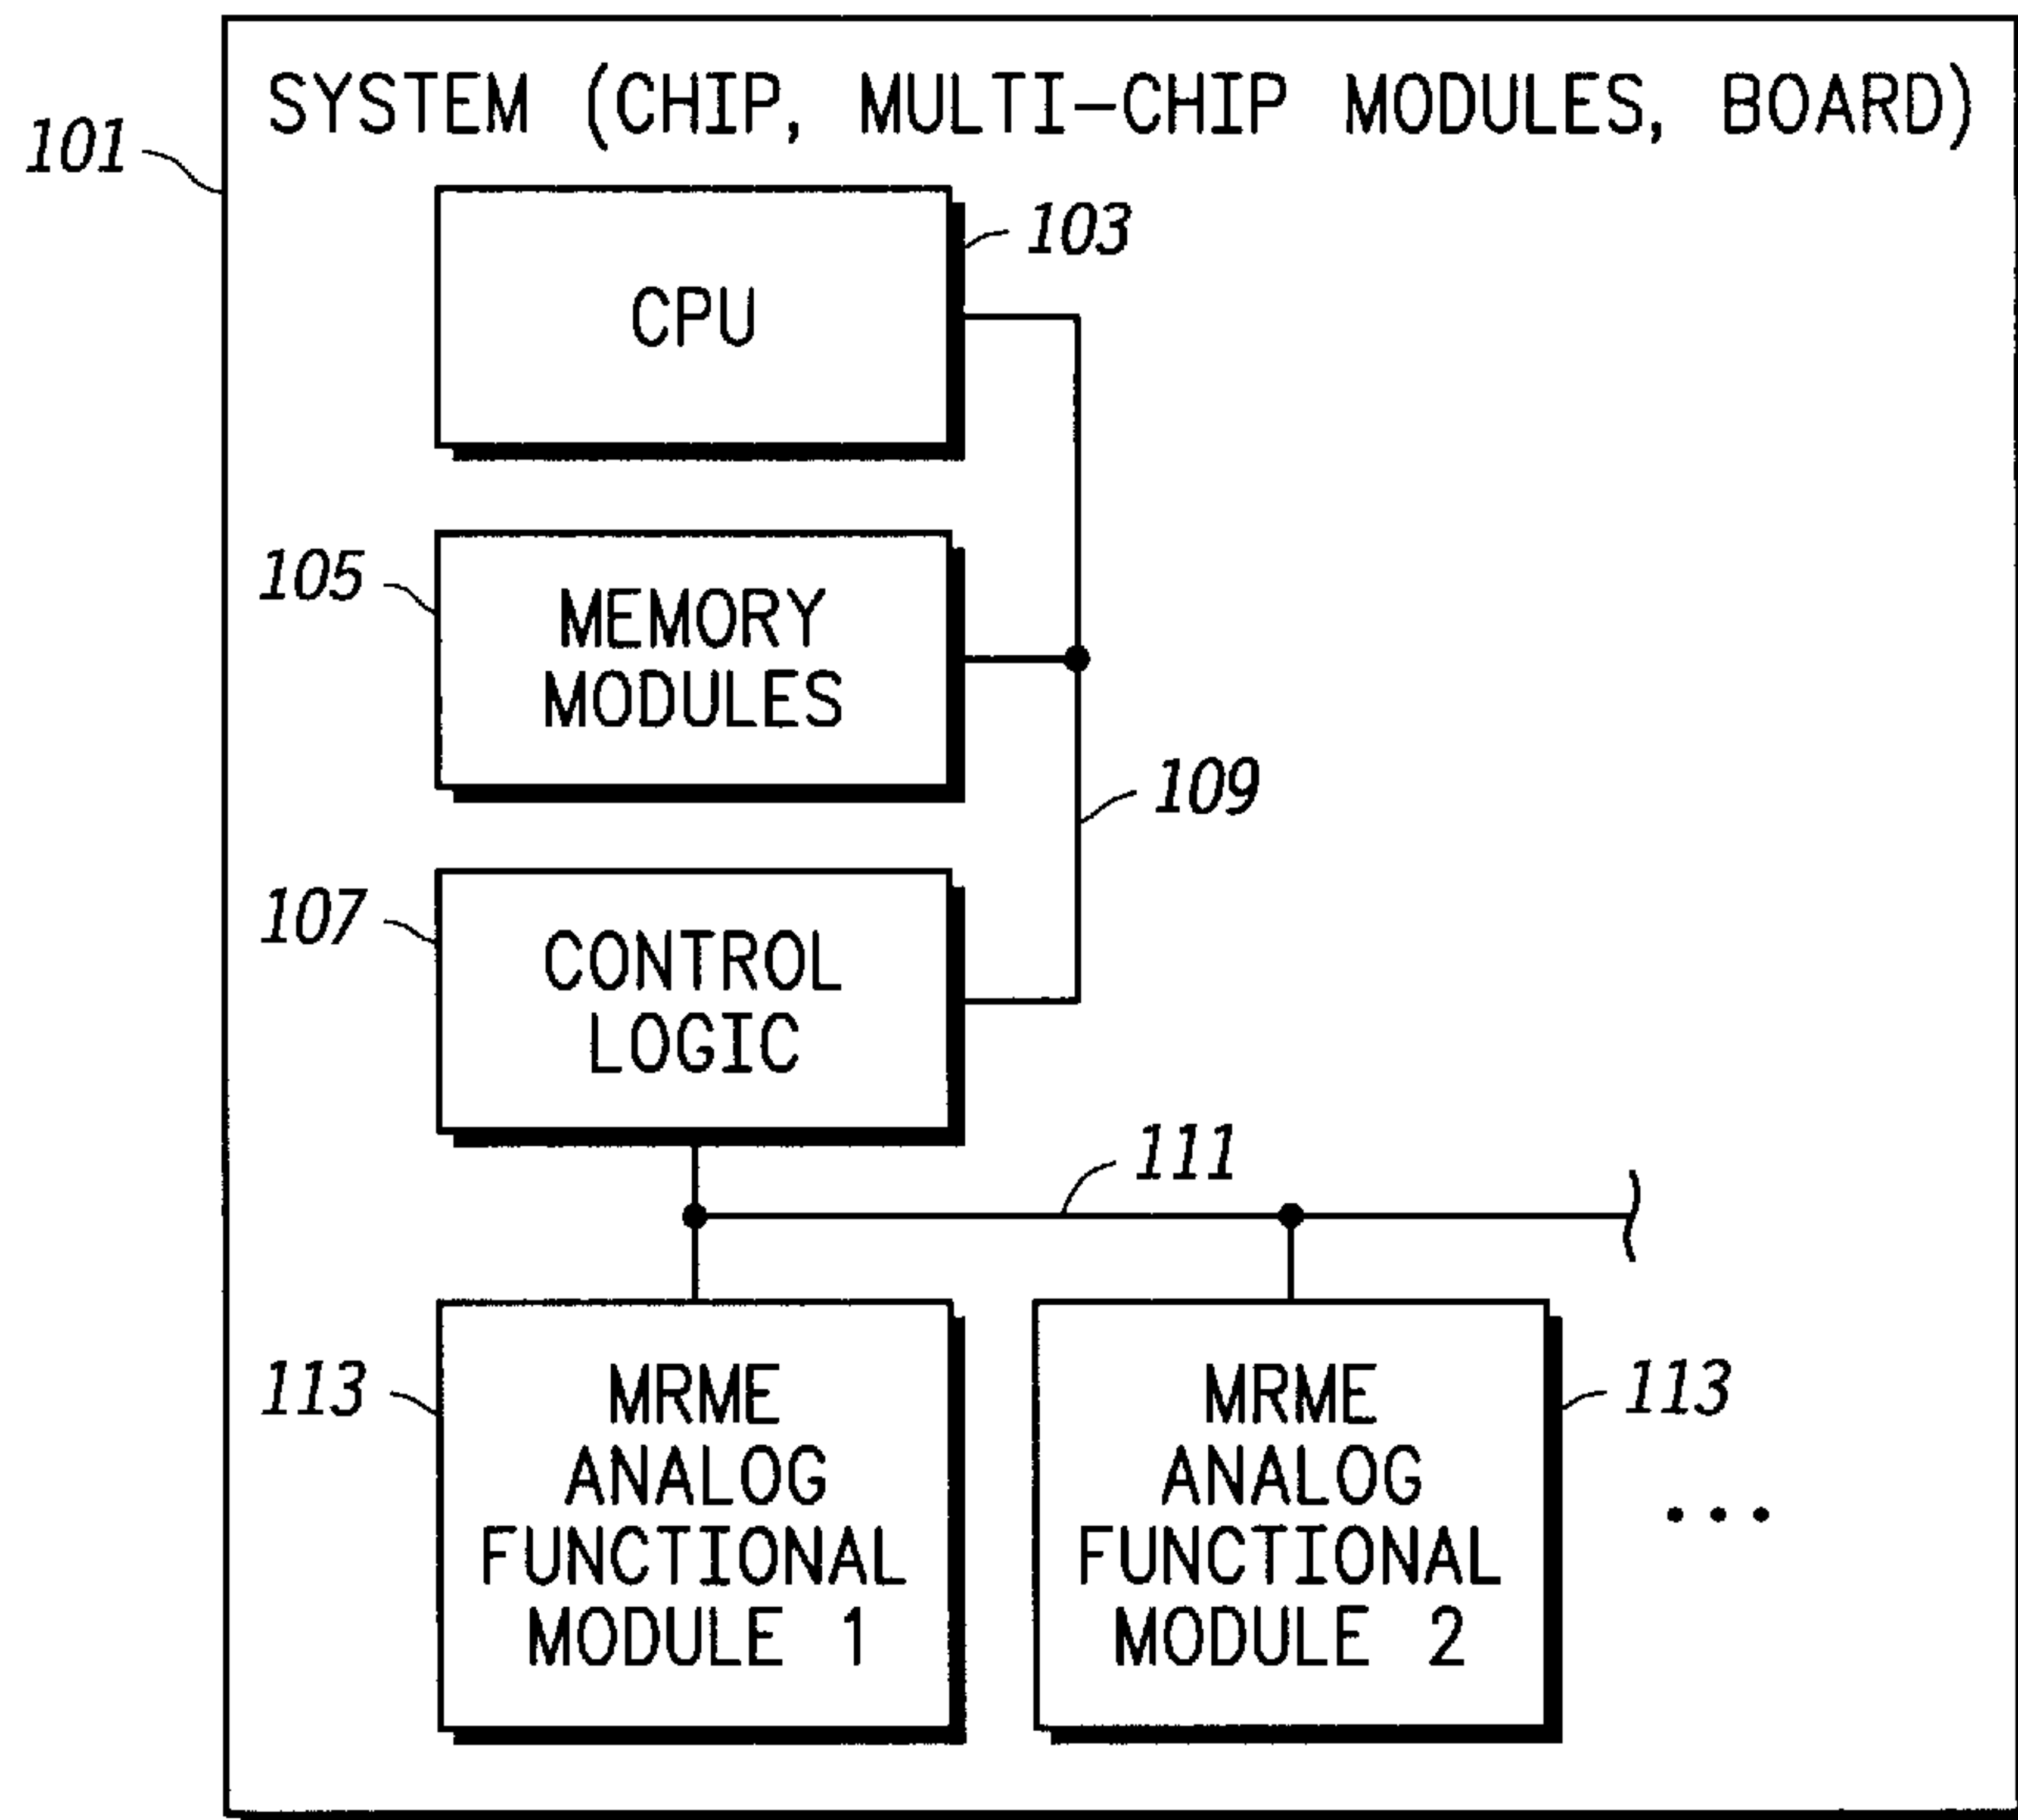 SYSTEM (CHIP, MULTI-CHIP MODULES, BOARD)
101
103
CPU
105
MEMORY
MODULES
109
107
CONTROL
LOGIC
111
113
MRME
ANALOG
FUNCTIONAL
MODULE 1
MRME
ANALOG
FUNCTIONAL
MODULE 2
113
...